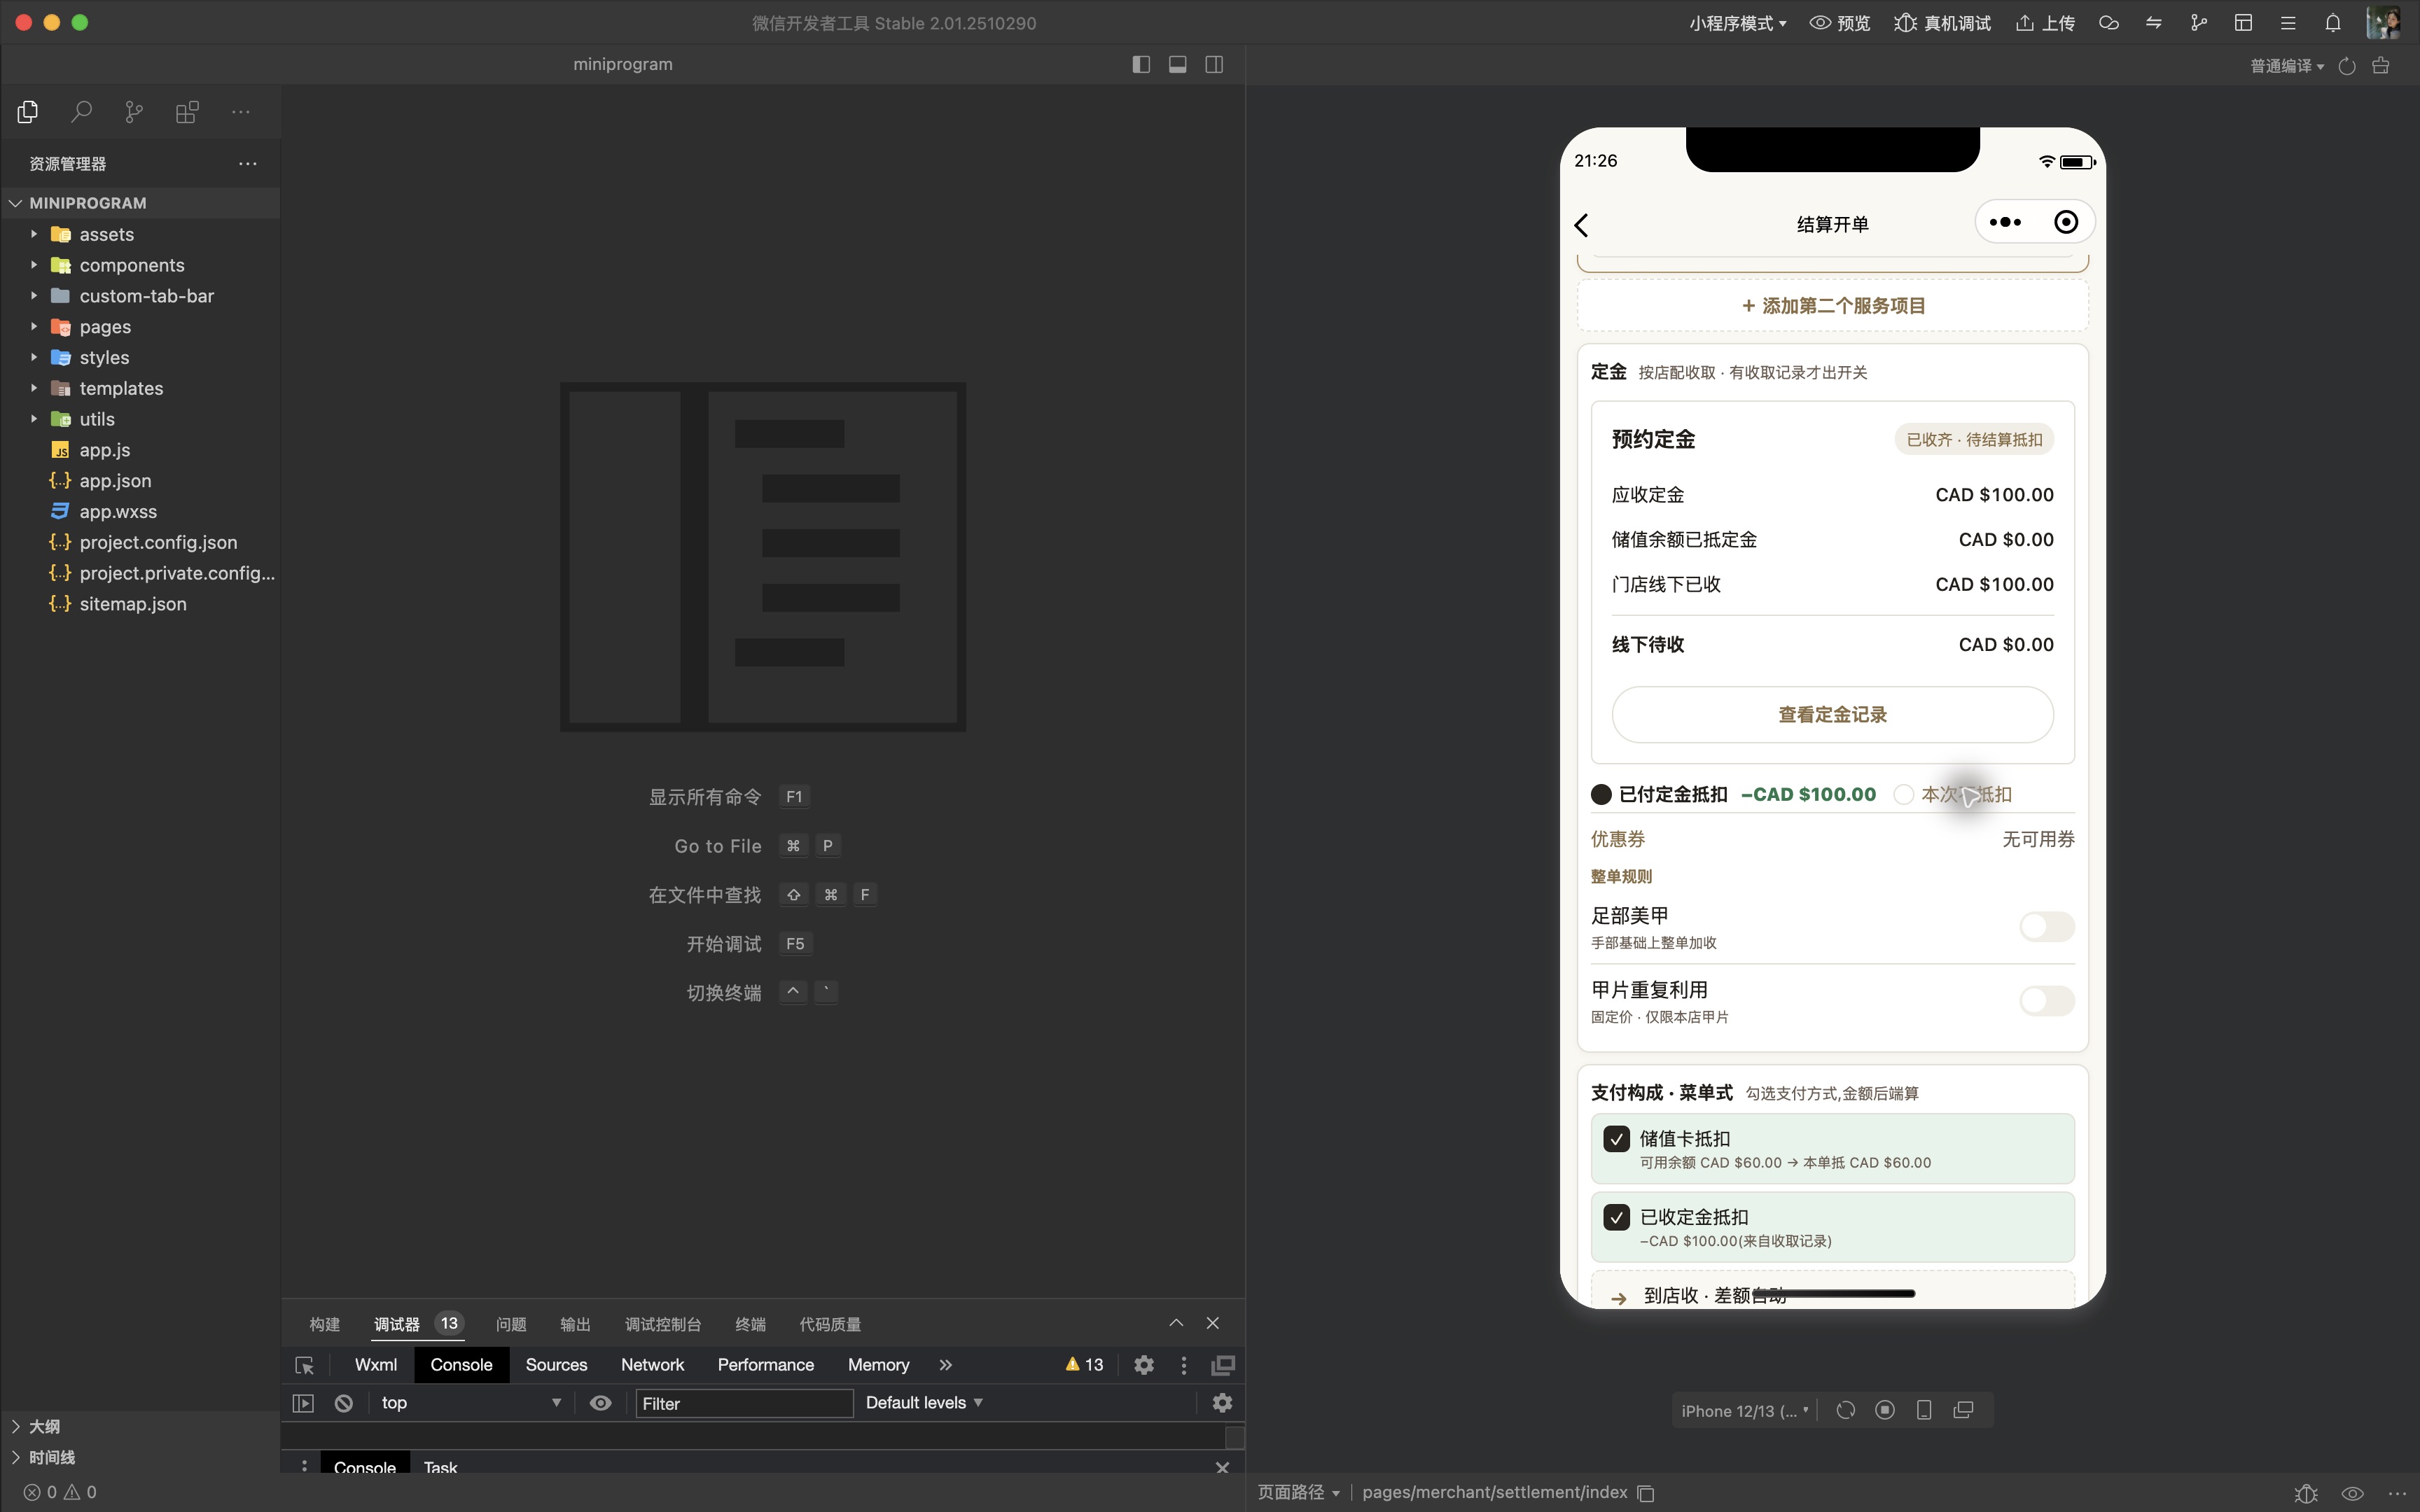 微信开发者工具 Stable 2.01.2510290
小程序模式
预览
真机调试
上传
miniprogram
普通编译
资源管理器
MINIPROGRAM
assets
components
custom-tab-bar
pages
styles
templates
utils
app.js
app.json
app.wxss
project.config.json
project.private.config...
sitemap.json
大纲
时间线
0 0
显示所有命令 F1
Go to File ⌘ P
在文件中查找 ⇧ ⌘ F
开始调试 F5
切换终端 ^ `
构建 调试器 13 问题 输出 调试控制台 终端 代码质量
Wxml Console Sources Network Performance Memory 13
top Filter Default levels
Console Task
21:26
结算开单
+ 添加第二个服务项目
定金 按店配收取 · 有收取记录才出开关
预约定金 已收齐 · 待结算抵扣
应收定金 CAD $100.00
储值余额已抵定金 CAD $0.00
门店线下已收 CAD $100.00
线下待收 CAD $0.00
查看定金记录
已付定金抵扣 −CAD $100.00 本次 抵扣
优惠券 无可用券
整单规则
足部美甲
手部基础上整单加收
甲片重复利用
固定价 · 仅限本店甲片
支付构成 · 菜单式 勾选支付方式,金额后端算
储值卡抵扣
可用余额 CAD $60.00 → 本单抵 CAD $60.00
已收定金抵扣
−CAD $100.00(来自收取记录)
→ 到店收 · 差额自动
iPhone 12/13 (...
页面路径 pages/merchant/settlement/index